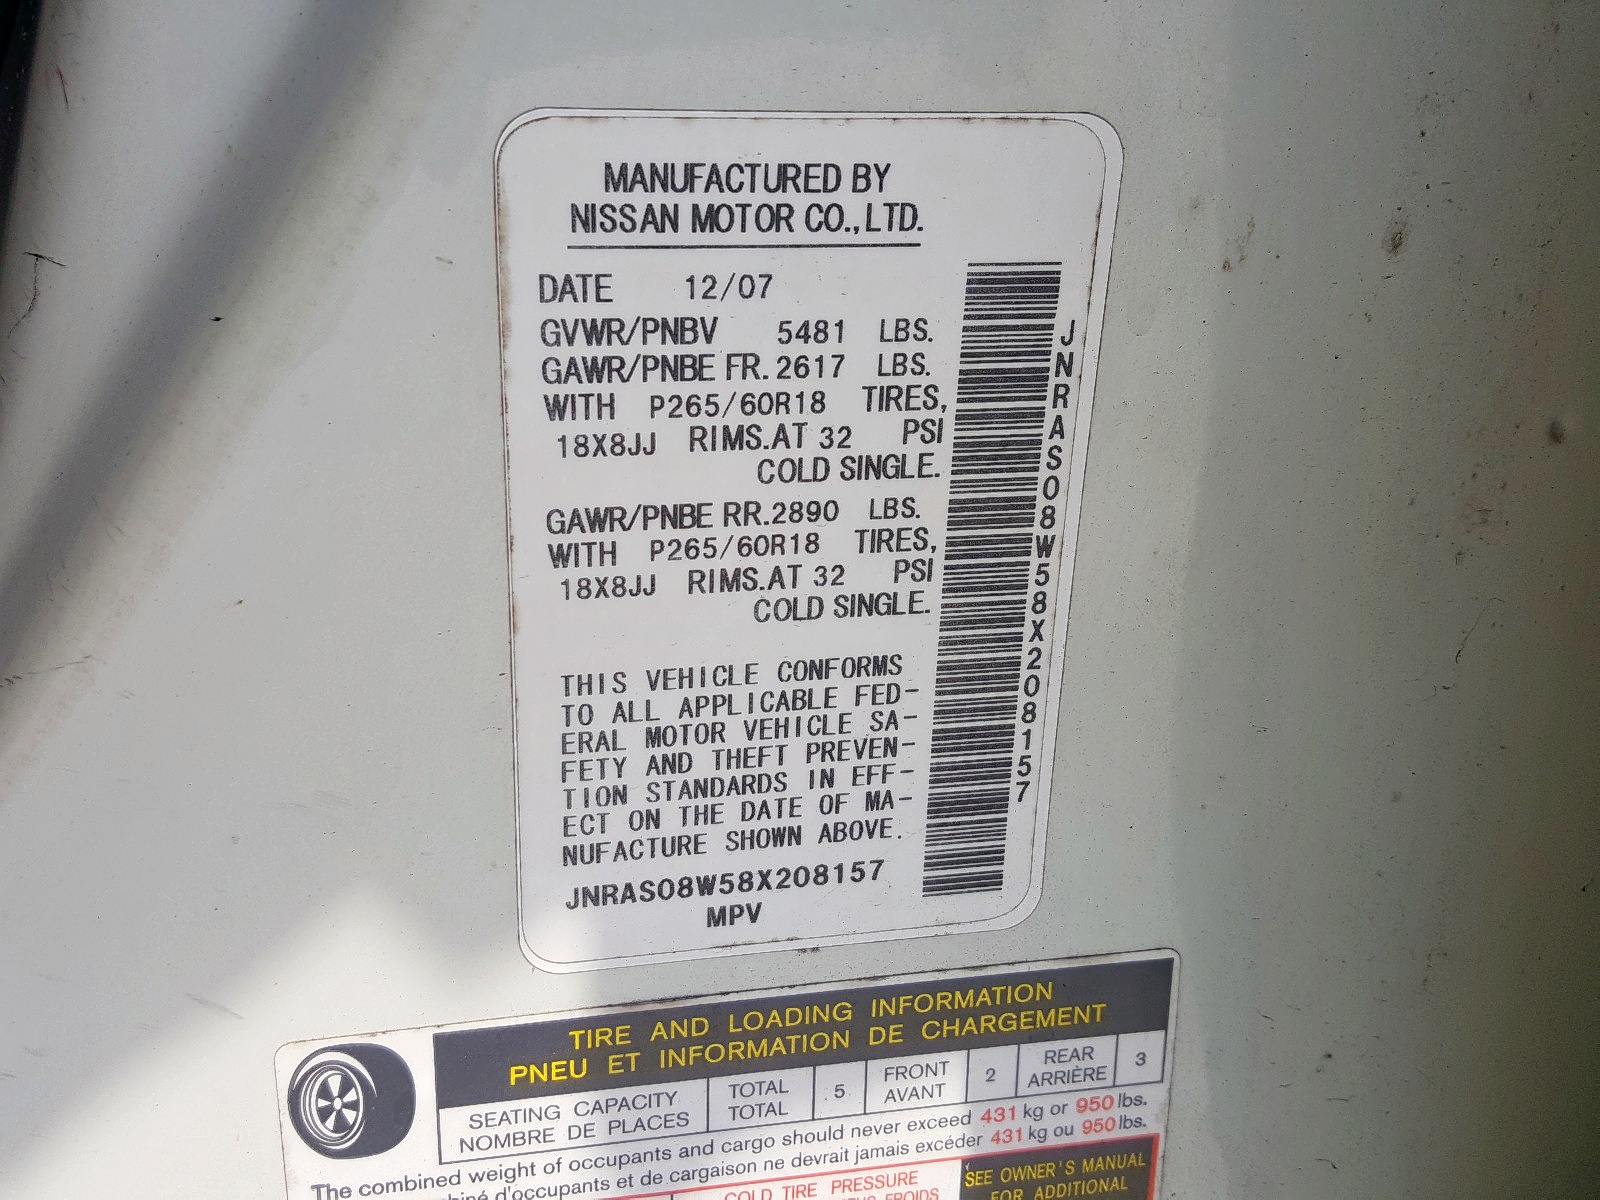 MANUFACTURED BY
NISSAN MOTOR CO., LTD.
DATE 12/07
GVWR/PNBV 5481 LBS.
GAWR/PNBE FR. 2617 LBS.
WITH P265/60R18 TIRES,
18X8JJ RIMS. AT 32 PSI
COLD SINGLE.
GAWR/PNBE RR. 2890 LBS.
WITH P265/60R18 TIRES,
18X8JJ RIMS. AT 32 PSI
COLD SINGLE.
THIS VEHICLE CONFORMS
TO ALL APPLICABLE FED-
ERAL MOTOR VEHICLE SA-
FETY AND THEFT PREVEN-
TION STANDARDS IN EFF-
ECT ON THE DATE OF MA-
NUFACTURE SHOWN ABOVE.
JNRAS08W58X208157
MPV
JNRAS08W58X208157
TIRE AND LOADING INFORMATION
PNEU ET INFORMATION DE CHARGEMENT
SEATING CAPACITY TOTAL 5 FRONT 2 REAR 3
NOMBRE DE PLACES TOTAL AVANT ARRIÈRE
The combined weight of occupants and cargo should never exceed 431 kg or 950 lbs.
d'occupants et de cargaison ne devrait jamais excéder 431 kg ou 950 lbs.
COLD TIRE PRESSURE
FROIDS
SEE OWNER'S MANUAL
FOR ADDITIONAL